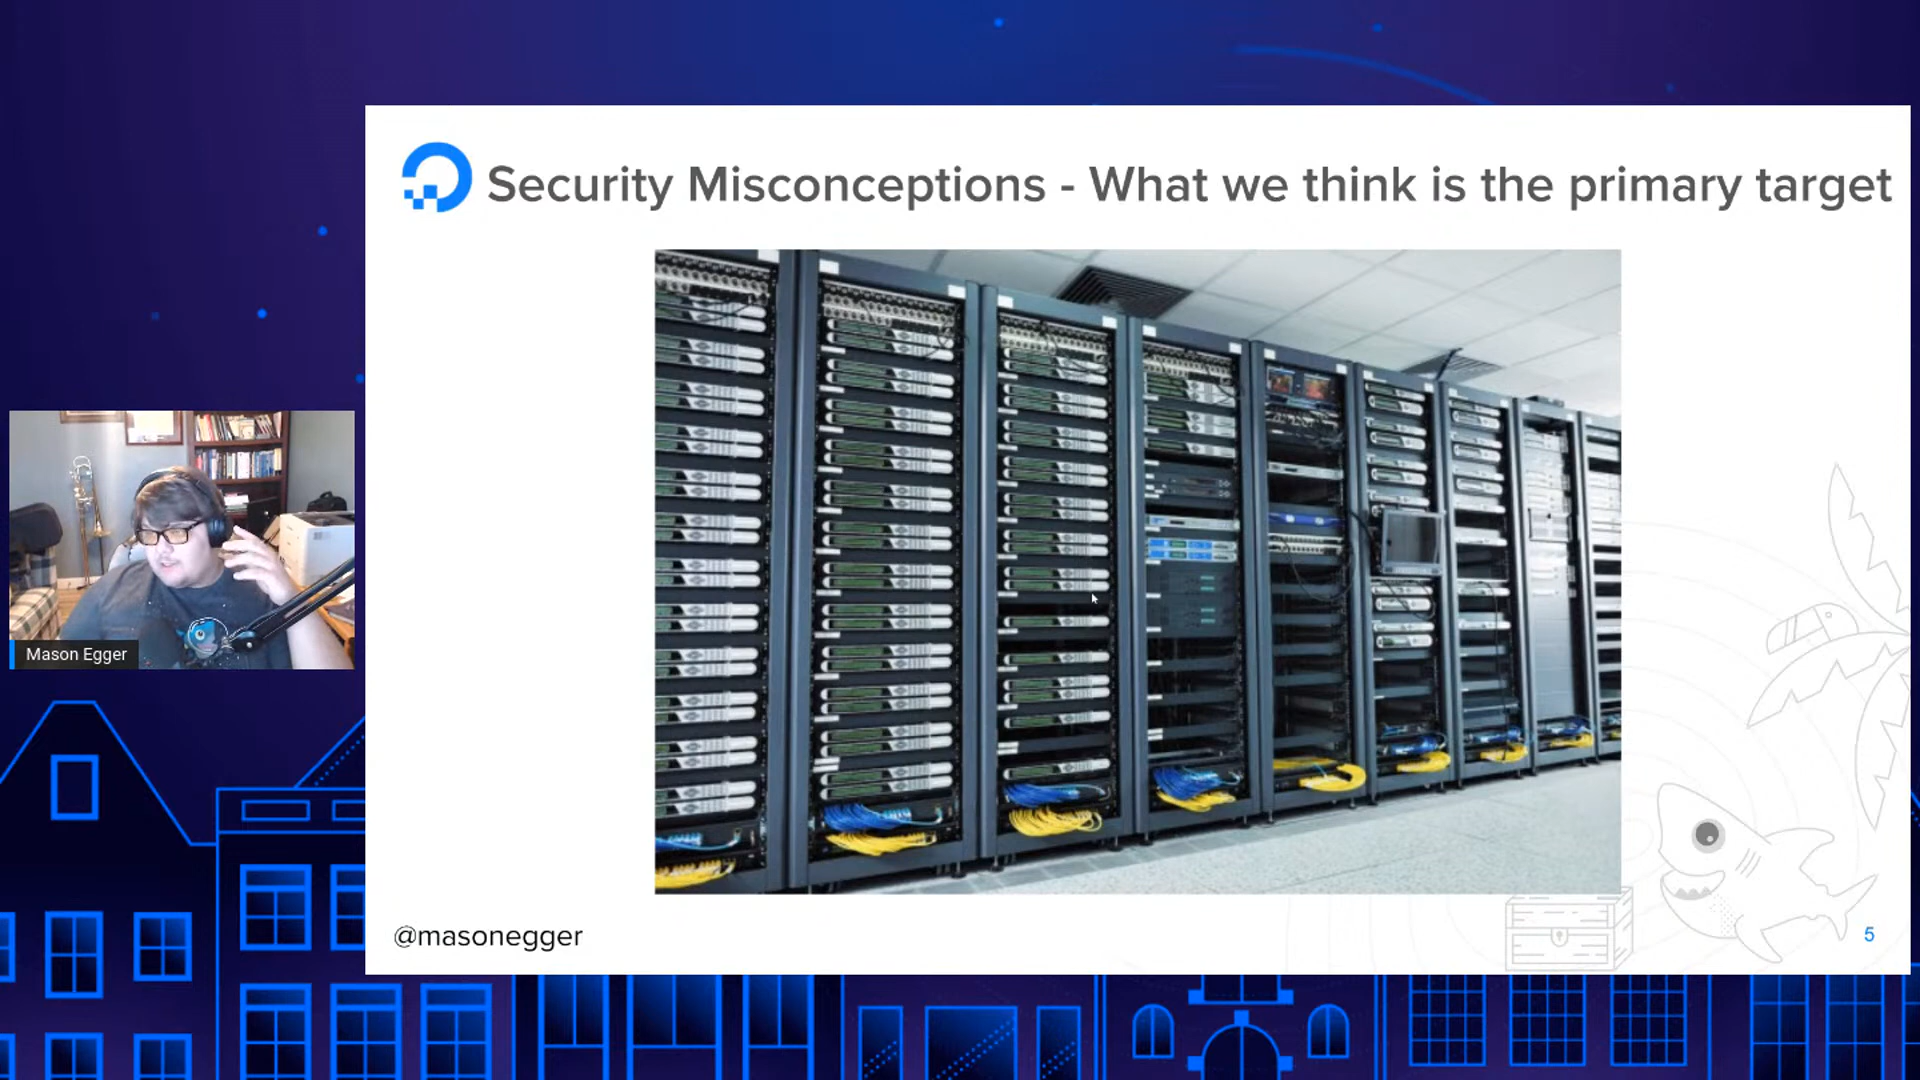 Security Misconceptions - What we think is the primary target
Mason Egger
@masonegger
5